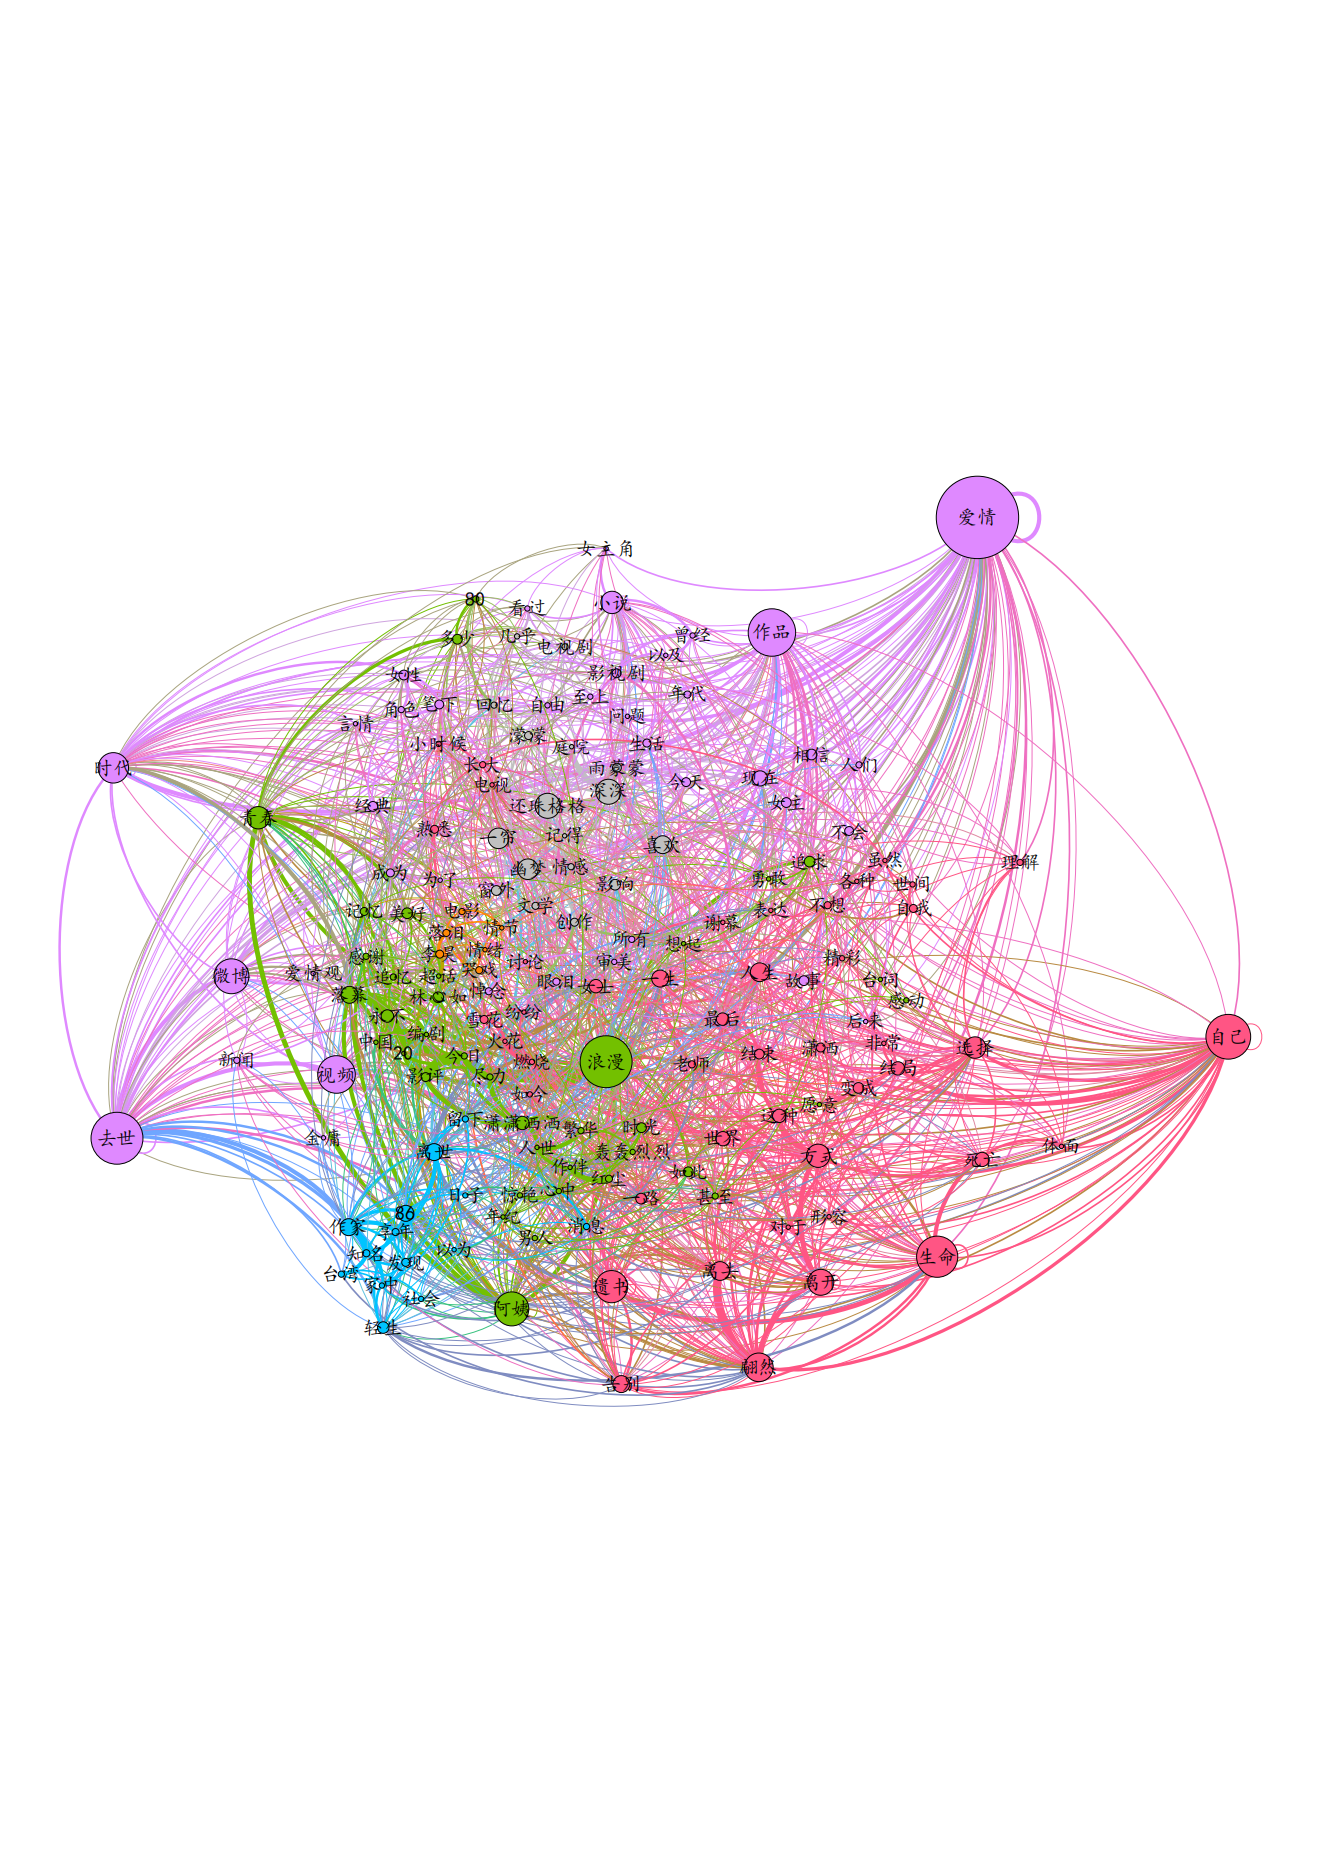 爱情
女主角
80
看过
小说
作品
多少
几乎
电视剧
曾经
以及
女性
影视剧
角色
笔下
回忆
自由
至上
年代
言情
问题
小时候
濛濛
庭院
生活
相信
人们
时代
长大
电视
雨蒙蒙
深深
今天
现在
经典
还珠格格
女主
青春
熟悉
一帘
记得
喜欢
不会
成为
为了
幽梦
情感
影响
追求
虽然
理解
窗外
勇敢
各种
世间
记忆
美好
电影
文学
表达
不想
自我
落泪
情节
创作
谢幕
感谢
李昊
情绪
所有
想起
爱情观
追忆
超话
哭戏
讨论
审美
精彩
微博
眼泪
女士
一生
人生
故事
台词
落幕
林心如
悼念
感动
永不
雪花
纷纷
最后
后来
中国
编剧
火花
非常
自己
新闻
20
今日
燃烧
浪漫
老师
结束
潇洒
选择
视频
影评
尽力
结局
如今
变成
愿意
留下
潇潇洒洒
繁华
时光
这种
去世
金庸
离世
人世
轰轰烈烈
世界
方式
死亡
体面
作伴
红尘
如此
日子
惊艳
心中
一路
甚至
86
年纪
作家
享年
男人
消息
对于
形容
知名
发现
以为
生命
台湾
家中
离去
离开
社会
遗书
阿姨
轻生
翩然
告别